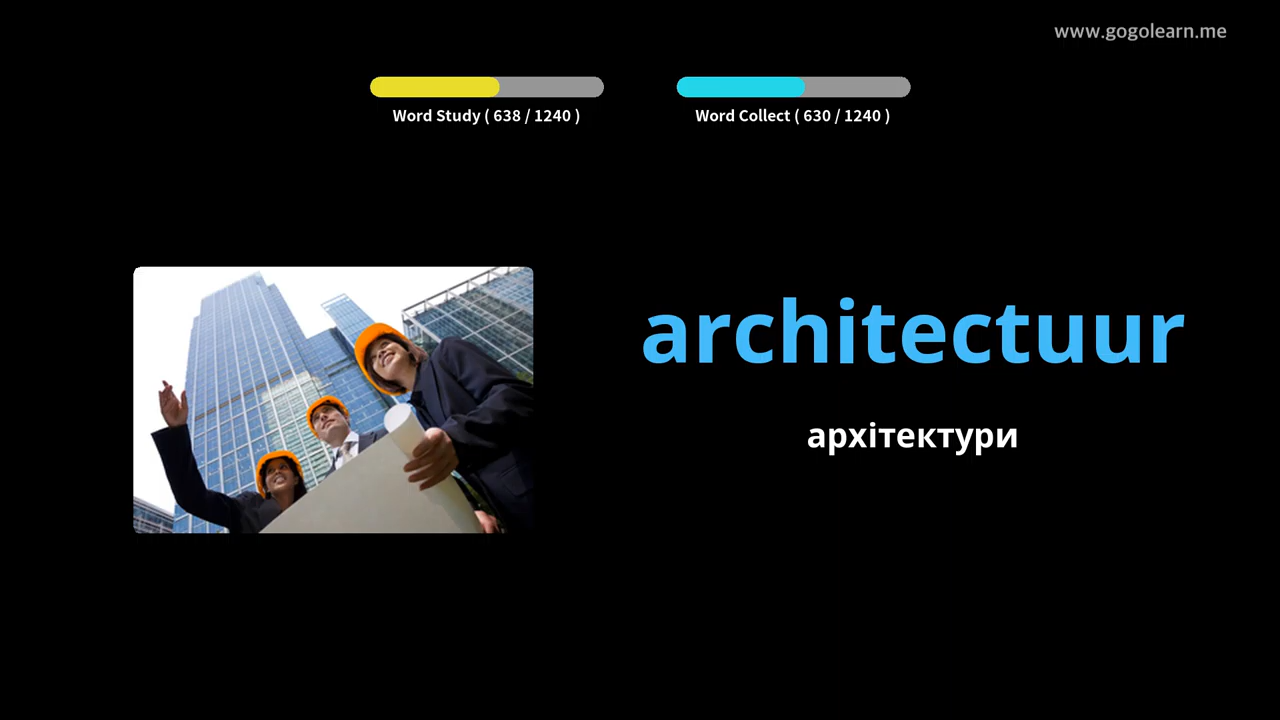 www.gogolearn.me
Word Study ( 638 / 1240 )
Word Collect ( 630 / 1240 )
architectuur
архітектури